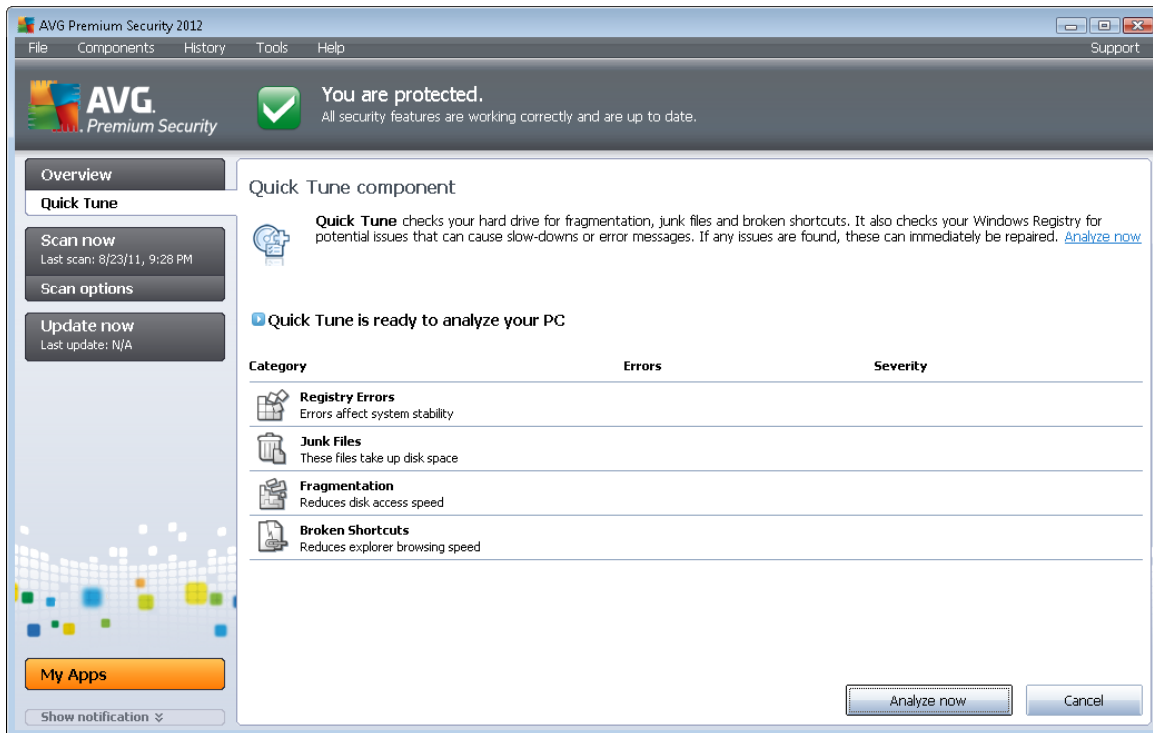 AVG Premium Security 2012
File Components History Tools Help Support
AVG.
Premium Security
You are protected.
All security features are working correctly and are up to date.
Overview
Quick Tune
Scan now
Last scan: 8/23/11, 9:28 PM
Scan options
Update now
Last update: N/A
My Apps
Show notification
Quick Tune component
Quick Tune checks your hard drive for fragmentation, junk files and broken shortcuts. It also checks your Windows Registry for
potential issues that can cause slow-downs or error messages. If any issues are found, these can immediately be repaired. Analyze now
Quick Tune is ready to analyze your PC
Category Errors Severity
Registry Errors
Errors affect system stability
Junk Files
These files take up disk space
Fragmentation
Reduces disk access speed
Broken Shortcuts
Reduces explorer browsing speed
Analyze now Cancel